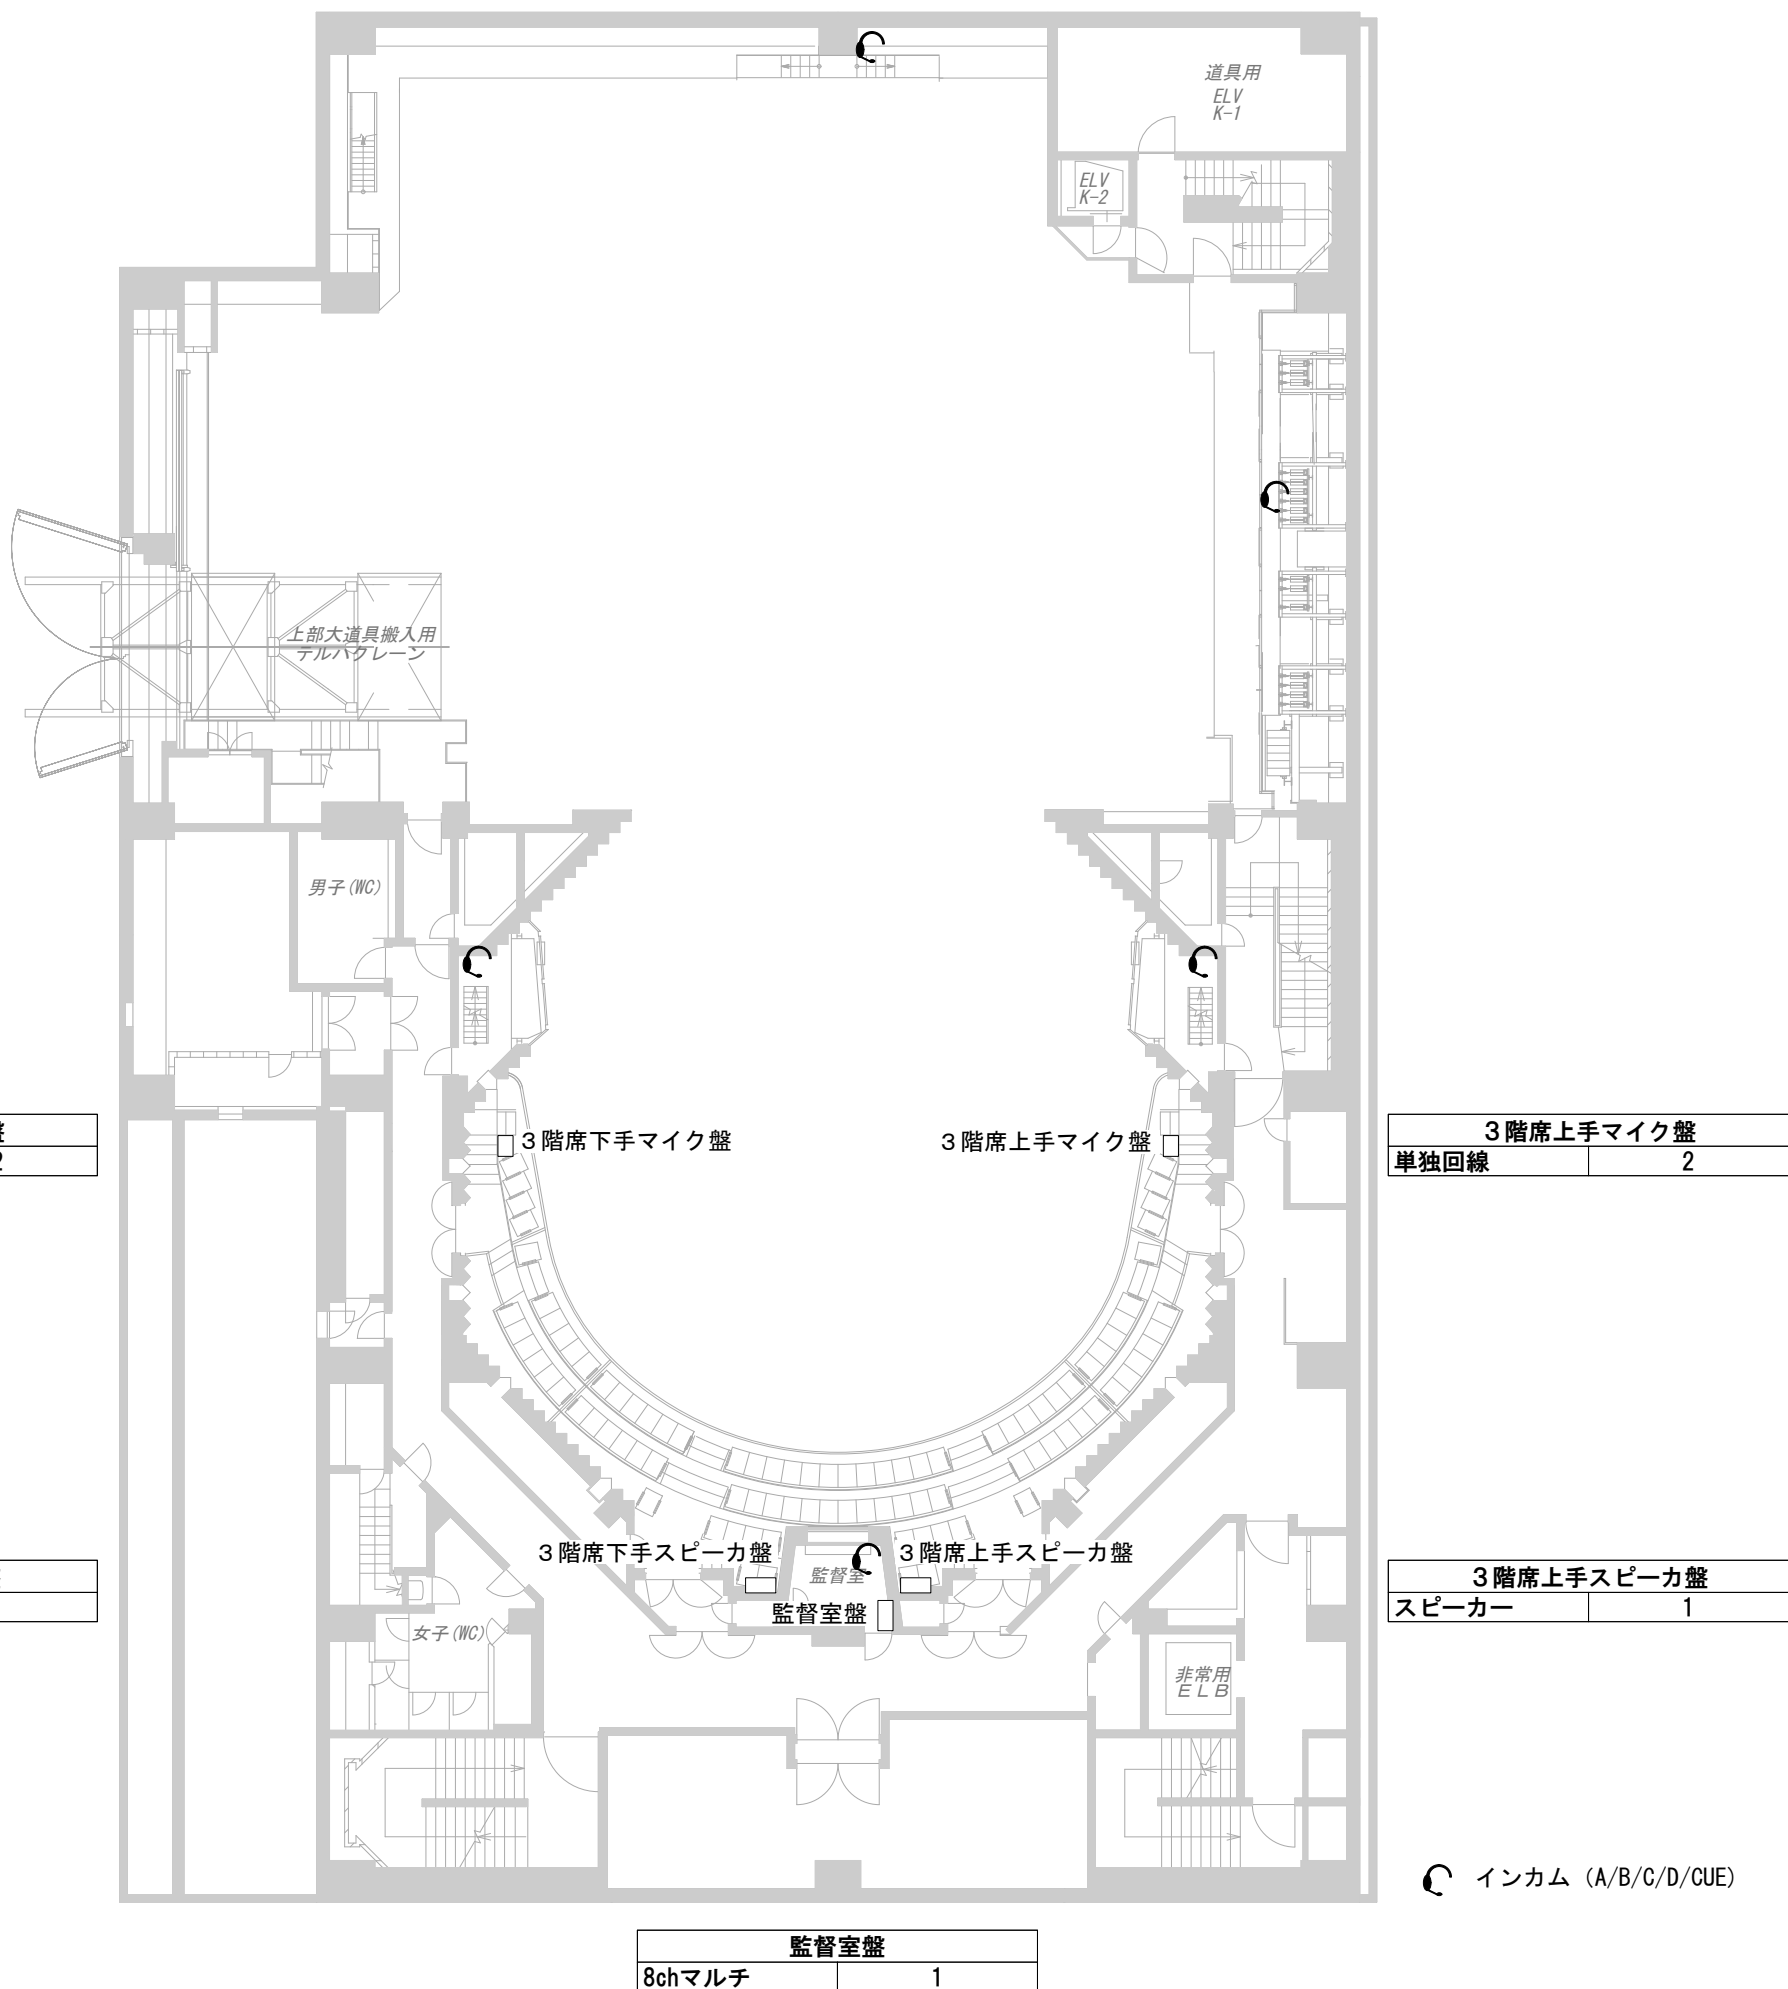 道具用
ELV
K-1
ELV
K-2
上部大道具搬入用
テルハクレーン
男子(WC)
3階席下手マイク盤
3階席上手マイク盤
盤
2
3階席上手マイク盤
単独回線 2
3階席下手スピーカ盤
3階席上手スピーカ盤
監督室
監督室盤
3階席上手スピーカ盤
スピーカー 1
女子(WC)
非常用
ELB
インカム (A/B/C/D/CUE)
監督室盤
8chマルチ 1